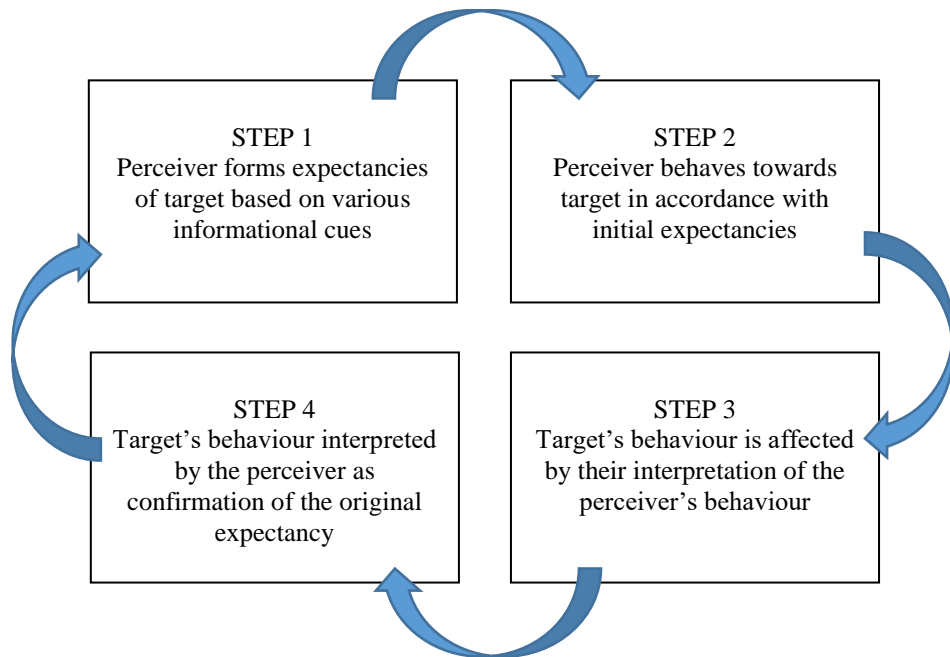 STEP 1
Perceiver forms expectancies
of target based on various
informational cues
STEP 2
Perceiver behaves towards
target in accordance with
initial expectancies
STEP 4
Target’s behaviour interpreted
by the perceiver as
confirmation of the original
expectancy
STEP 3
Target’s behaviour is affected
by their interpretation of the
perceiver’s behaviour